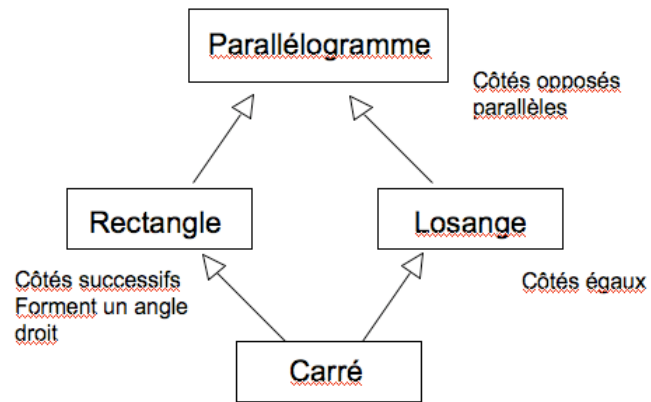 Parallélogramme
Côtés opposés
parallèles
Rectangle
Losange
Côtés successifs
Forment un angle
droit
Côtés égaux
Carré